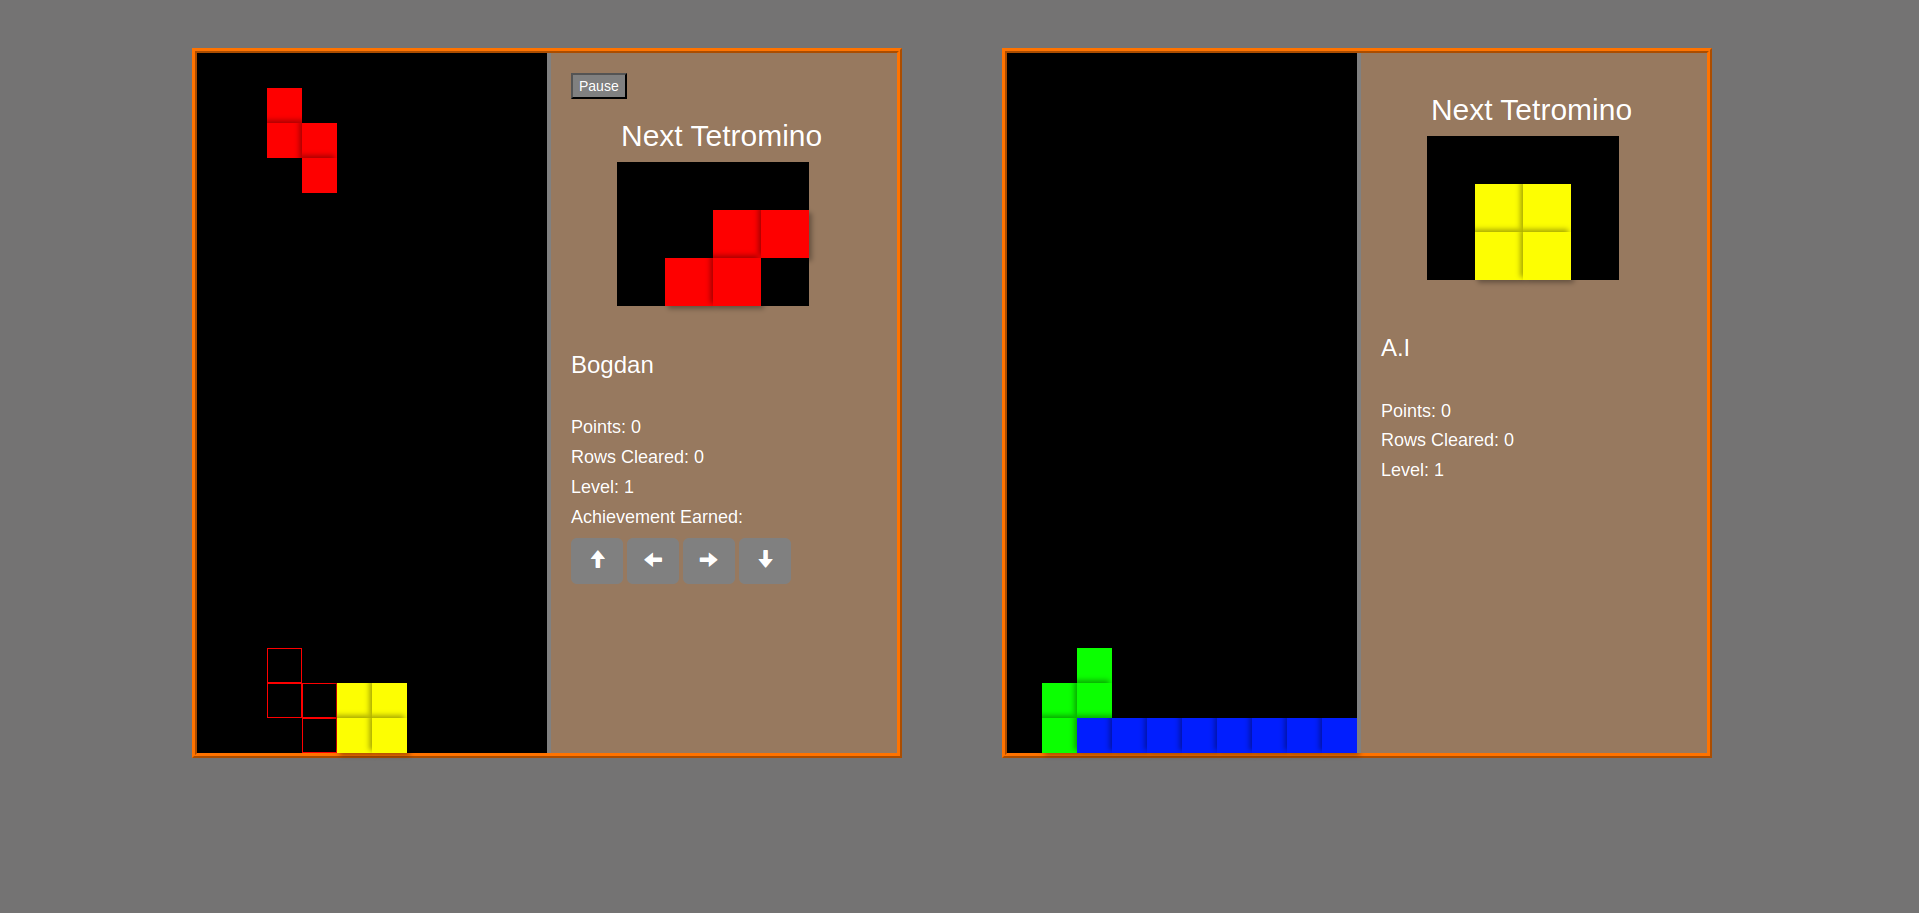 Pause
Next Tetromino
Bogdan
Points: 0
Rows Cleared: 0
Level: 1
Achievement Earned:
Next Tetromino
A.I
Points: 0
Rows Cleared: 0
Level: 1